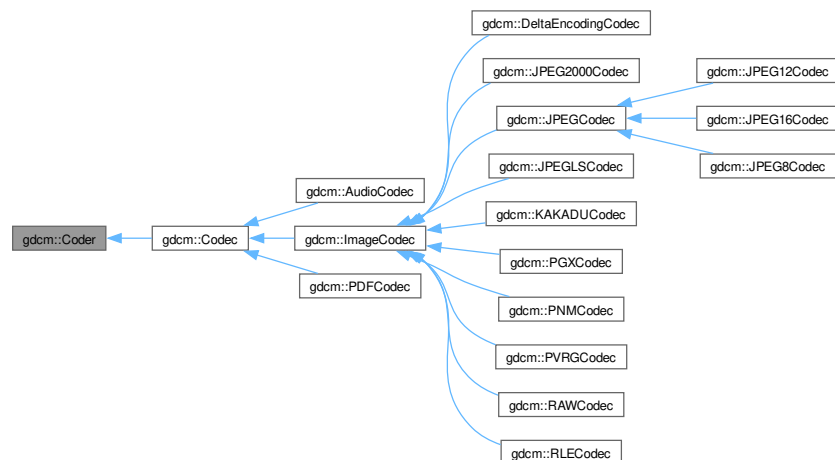 gdcm::DeltaEncodingCodec
gdcm::JPEG2000Codec
gdcm::JPEG12Codec
gdcm::JPEGCodec
gdcm::JPEG16Codec
gdcm::JPEGLSCodec
gdcm::JPEG8Codec
gdcm::AudioCodec
gdcm::KAKADUCodec
gdcm::Coder
gdcm::Codec
gdcm::ImageCodec
gdcm::PGXCodec
gdcm::PDFCodec
gdcm::PNMCodec
gdcm::PVRGCodec
gdcm::RAWCodec
gdcm::RLECodec